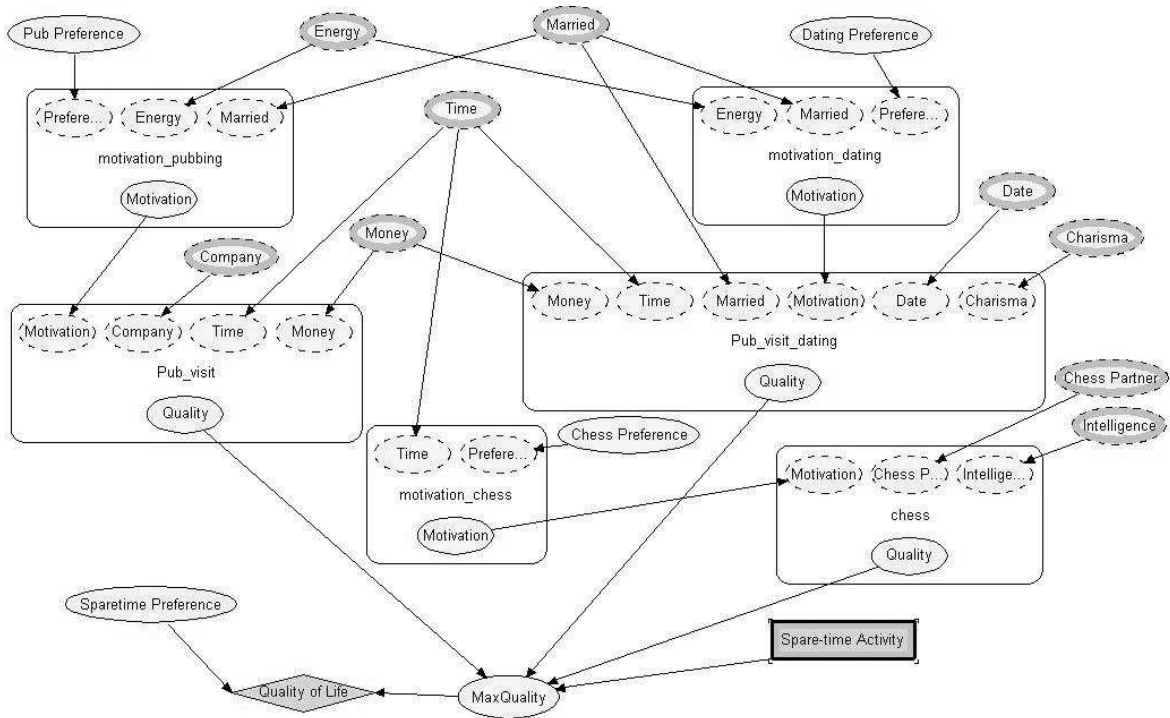 Pub Preference
Energy
Married
Dating Preference
Prefere...
Energy
Married
motivation_pubbing
Motivation
Time
Energy
Married
Prefere...
motivation_dating
Motivation
Date
Company
Money
Charisma
Motivation
Company
Time
Money
Pub_visit
Quality
Money
Time
Married
Motivation
Date
Charisma
Pub_visit_dating
Quality
Chess Partner
Intelligence
Time
Prefere...
Chess Preference
motivation_chess
Motivation
Motivation
Chess P...
Intellige...
chess
Quality
Sparetime Preference
Spare-time Activity
Quality of Life
MaxQuality